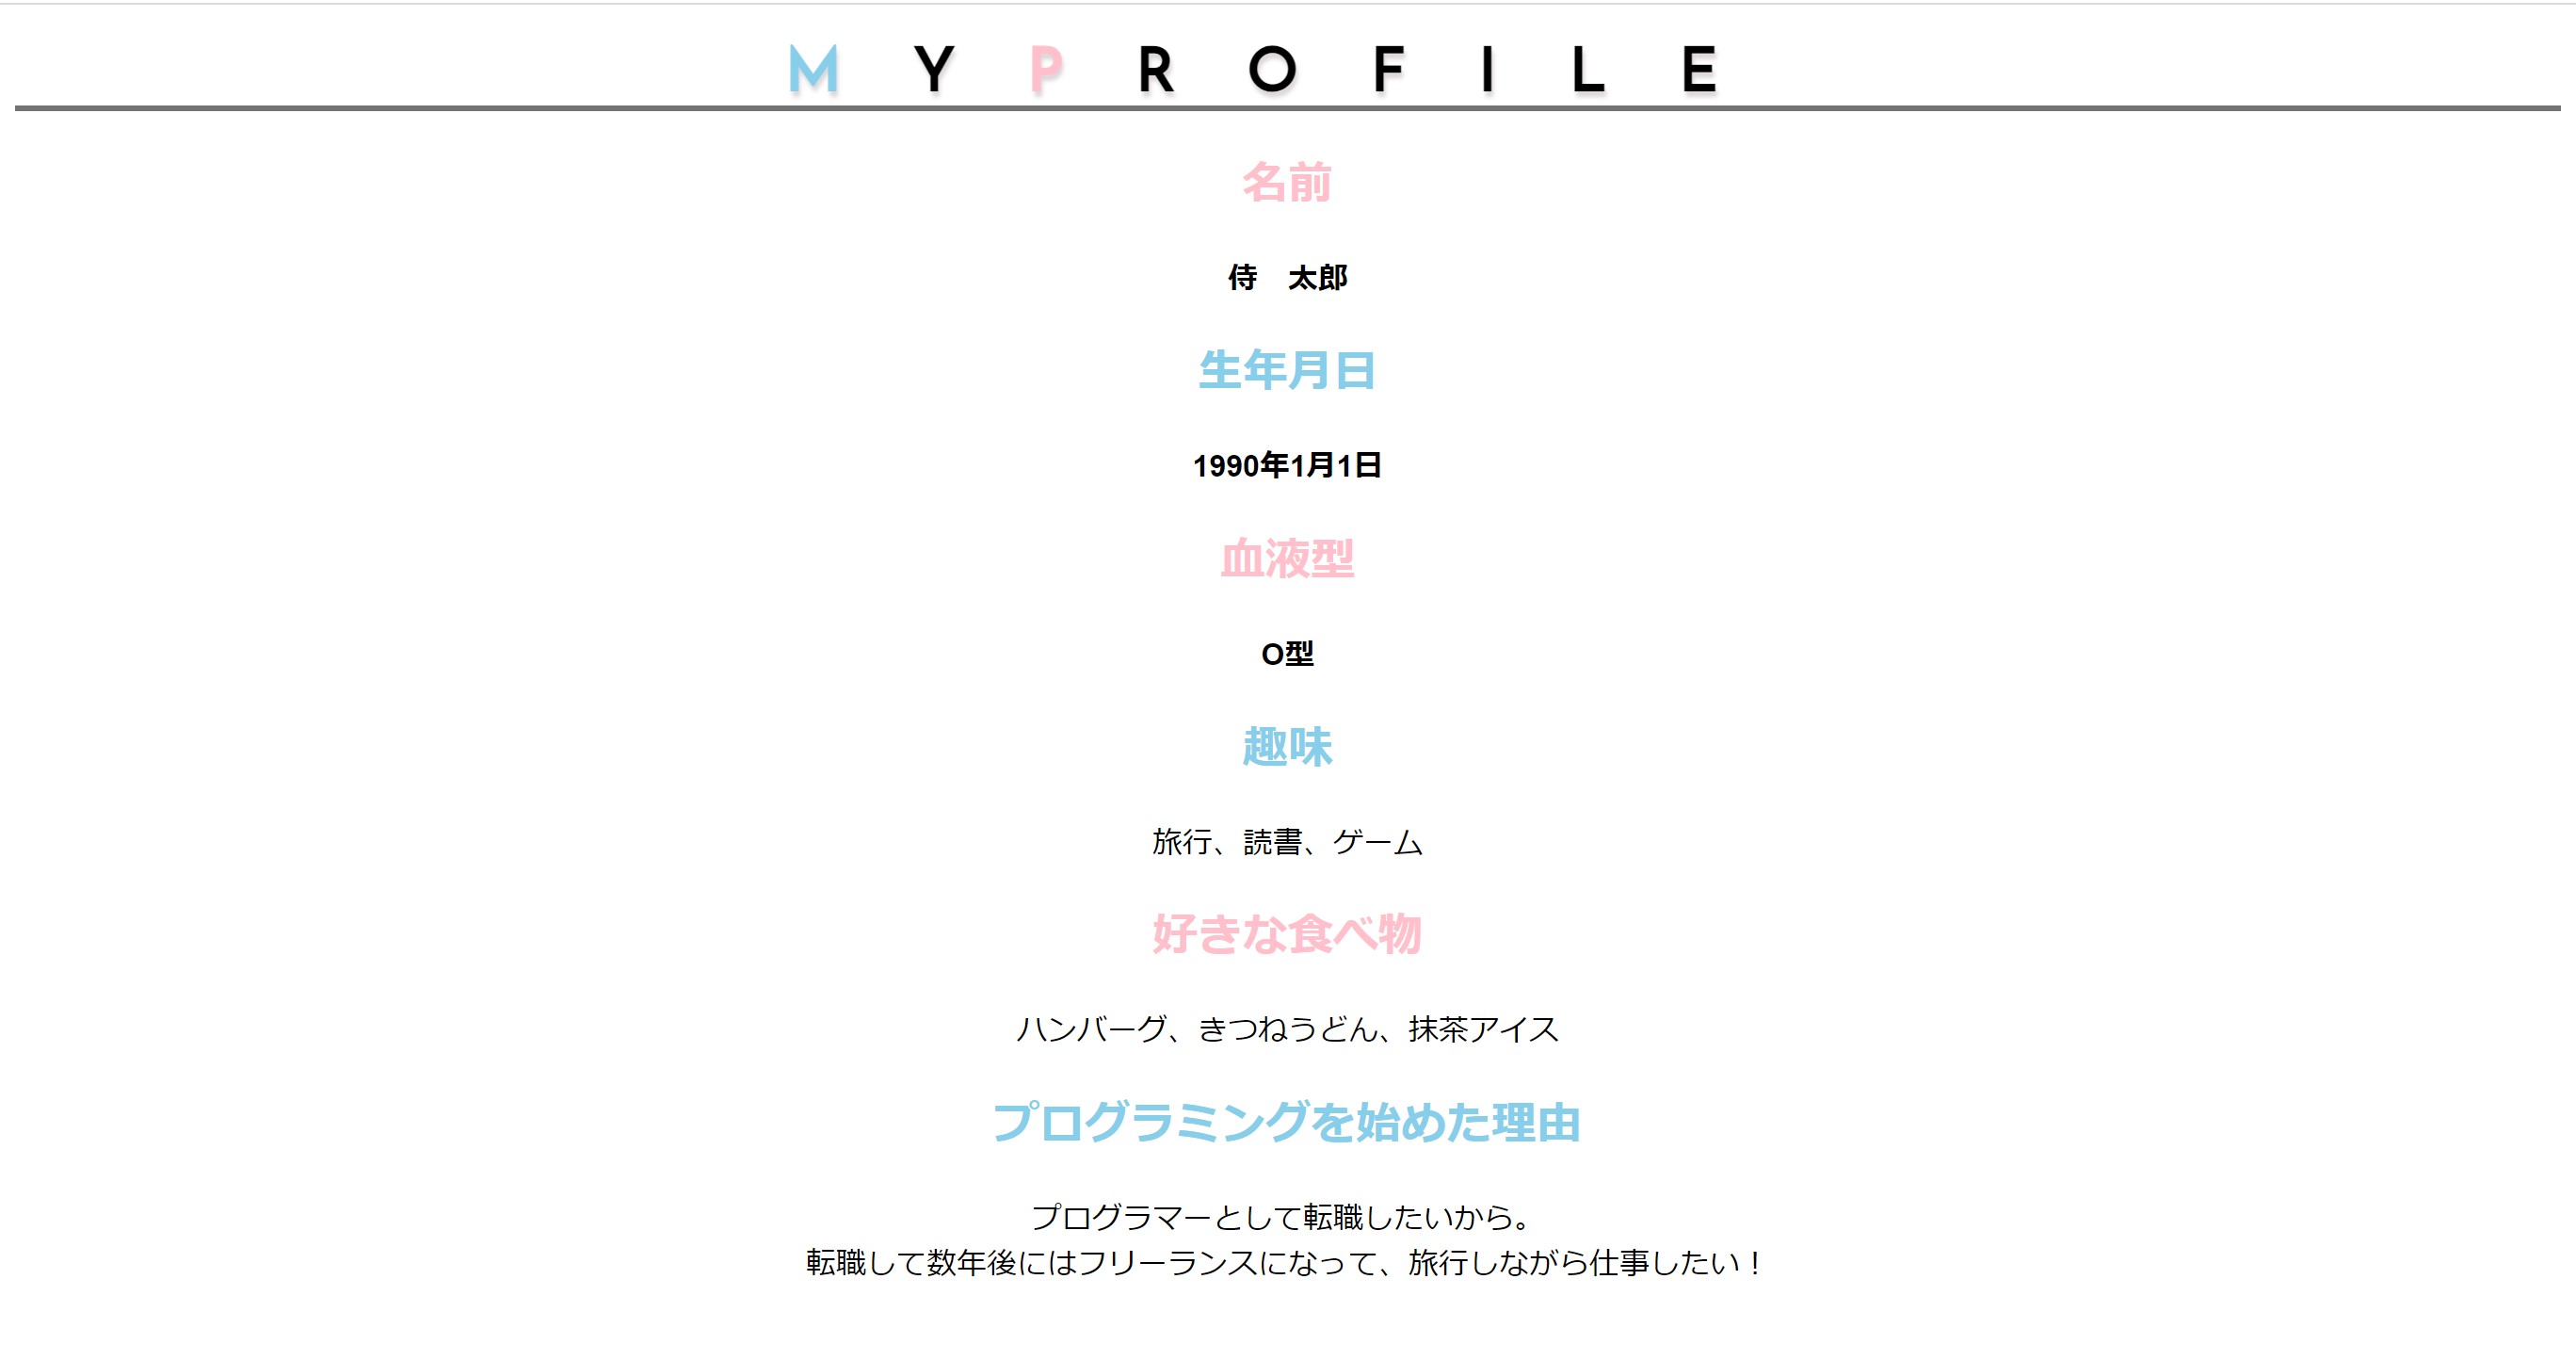 MY PROFILE
名前
侍　太郎
生年月日
1990年1月1日
血液型
O型
趣味
旅行、読書、ゲーム
好きな食べ物
ハンバーグ、きつねうどん、抹茶アイス
プログラミングを始めた理由
プログラマーとして転職したいから。
転職して数年後にはフリーランスになって、旅行しながら仕事したい！